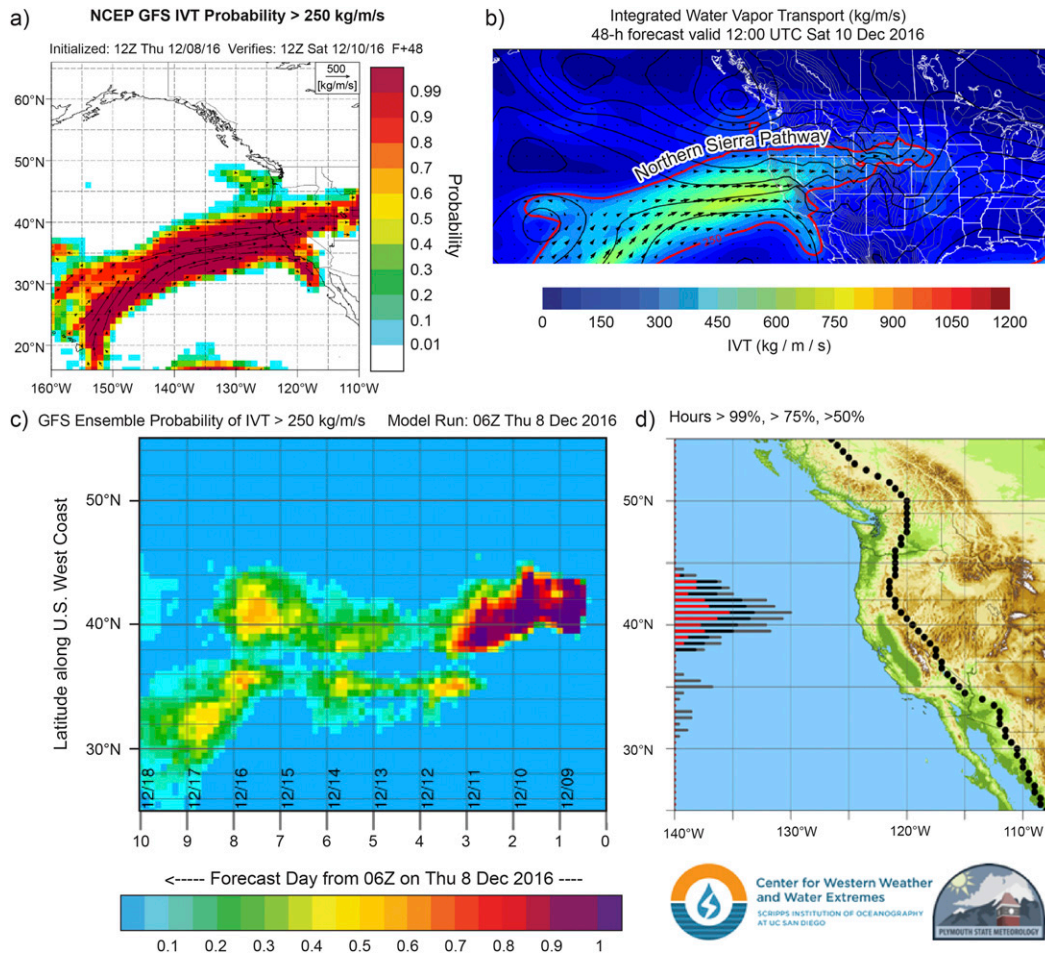 a)
NCEP GFS IVT Probability > 250 kg/m/s
Initialized: 12Z Thu 12/08/16 Verifies: 12Z Sat 12/10/16 F+48
500
[kg/m/s]
60°N
50°N
40°N
30°N
20°N
160°W 150°W 140°W 130°W 120°W 110°W
0.99
0.9
0.8
0.7
0.6
0.5
0.4
0.3
0.2
0.1
0.01
Probability
b)
Integrated Water Vapor Transport (kg/m/s)
48-h forecast valid 12:00 UTC Sat 10 Dec 2016
Northern Sierra Pathway
0 150 300 450 600 750 900 1050 1200
IVT (kg / m / s)
c) GFS Ensemble Probability of IVT > 250 kg/m/s Model Run: 06Z Thu 8 Dec 2016
Latitude along U.S. West Coast
50°N
40°N
30°N
12/18 12/17 12/16 12/15 12/14 12/13 12/12 12/11 12/10 12/09
10 9 8 7 6 5 4 3 2 1 0
<----- Forecast Day from 06Z on Thu 8 Dec 2016 ----
0.1 0.2 0.3 0.4 0.5 0.6 0.7 0.8 0.9 1
d) Hours > 99%, > 75%, >50%
50°N
40°N
30°N
140°W 130°W 120°W 110°W
Center for Western Weather
and Water Extremes
SCRIPPS INSTITUTION OF OCEANOGRAPHY
AT UC SAN DIEGO
PLYMOUTH STATE METEOROLOGY